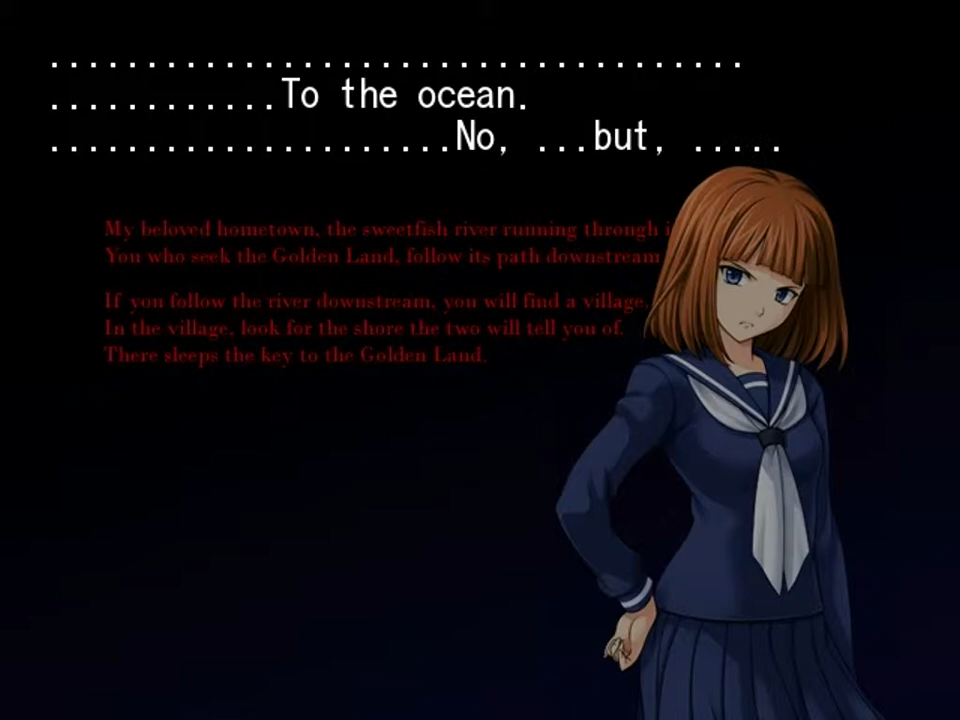 ....................................
............To the ocean.
.....................No, ...but, .....
My beloved hometown, the sweetfish river running through
You who seek the Golden Land, follow its path downstream
If you follow the river downstream, you will find a village.
In the village, look for the shore the two will tell you of.
There sleeps the key to the Golden Land.